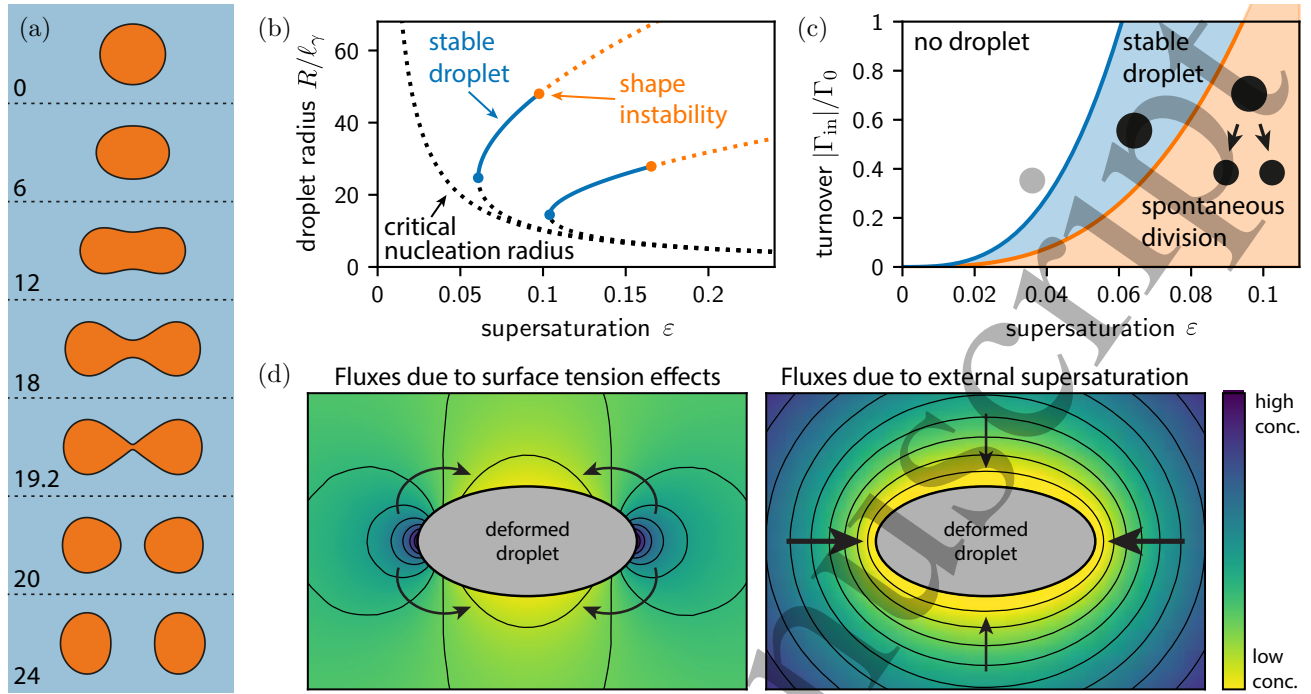 (a)
0
6
12
18
19.2
20
24
(b)
droplet radius R/ℓγ
60
40
20
0
stable
droplet
shape
instability
critical
nucleation radius
0
0.05
0.1
0.15
0.2
supersaturation ε
(c)
turnover |Γin|/Γ0
1
0.8
0.6
0.4
0.2
0
no droplet
stable
droplet
spontaneous
division
0
0.02
0.04
0.06
0.08
0.1
supersaturation ε
(d)
Fluxes due to surface tension effects
deformed
droplet
Fluxes due to external supersaturation
deformed
droplet
high
conc.
low
conc.